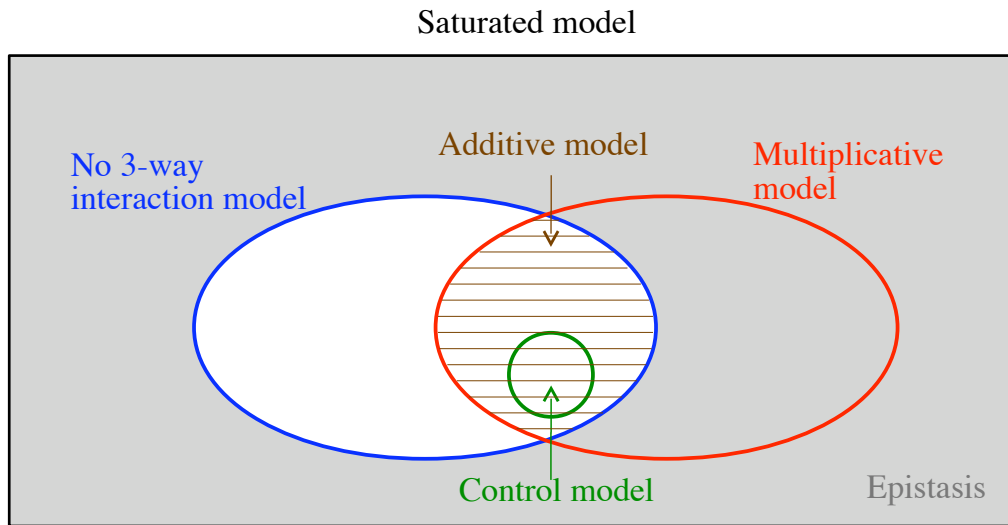 Saturated model
Additive model
No 3-way
interaction model
Multiplicative
model
Control model
Epistasis